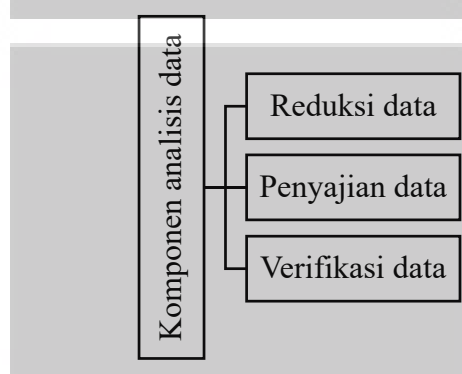 Komponen analisis data
Reduksi data
Penyajian data
Verifikasi data